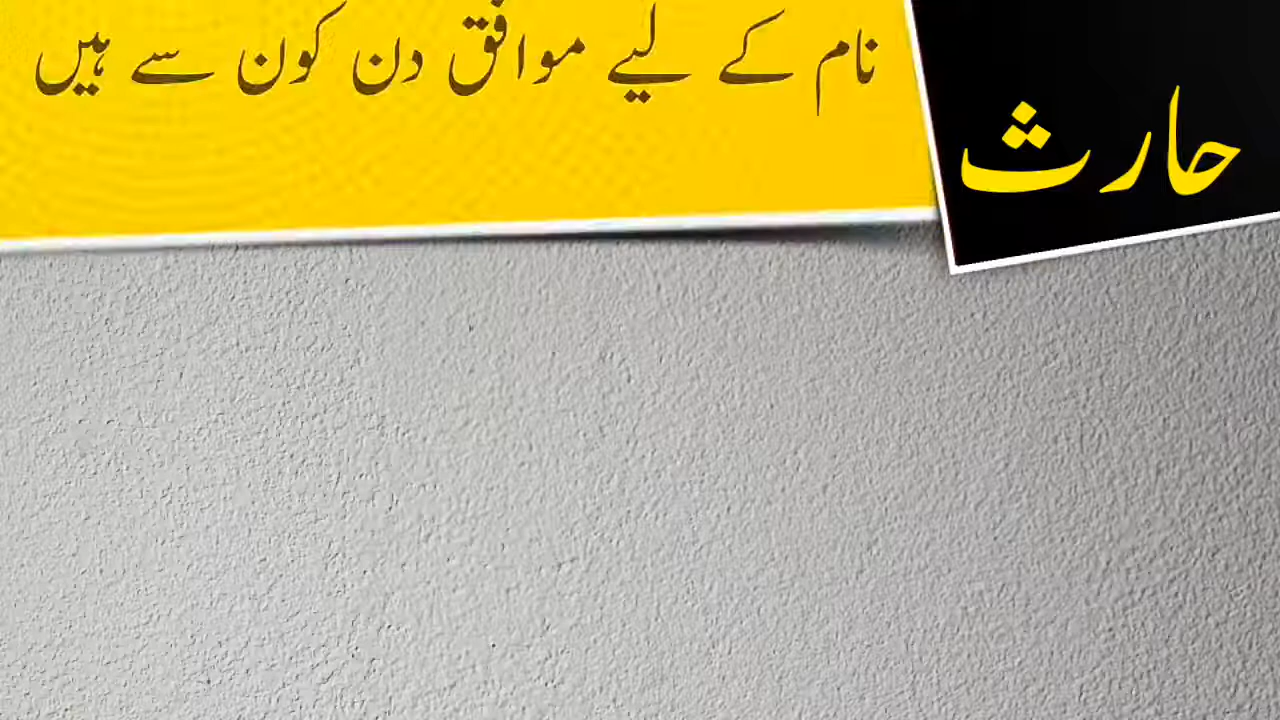 حارث
نام کے لیے موافق دن کون سے ہیں